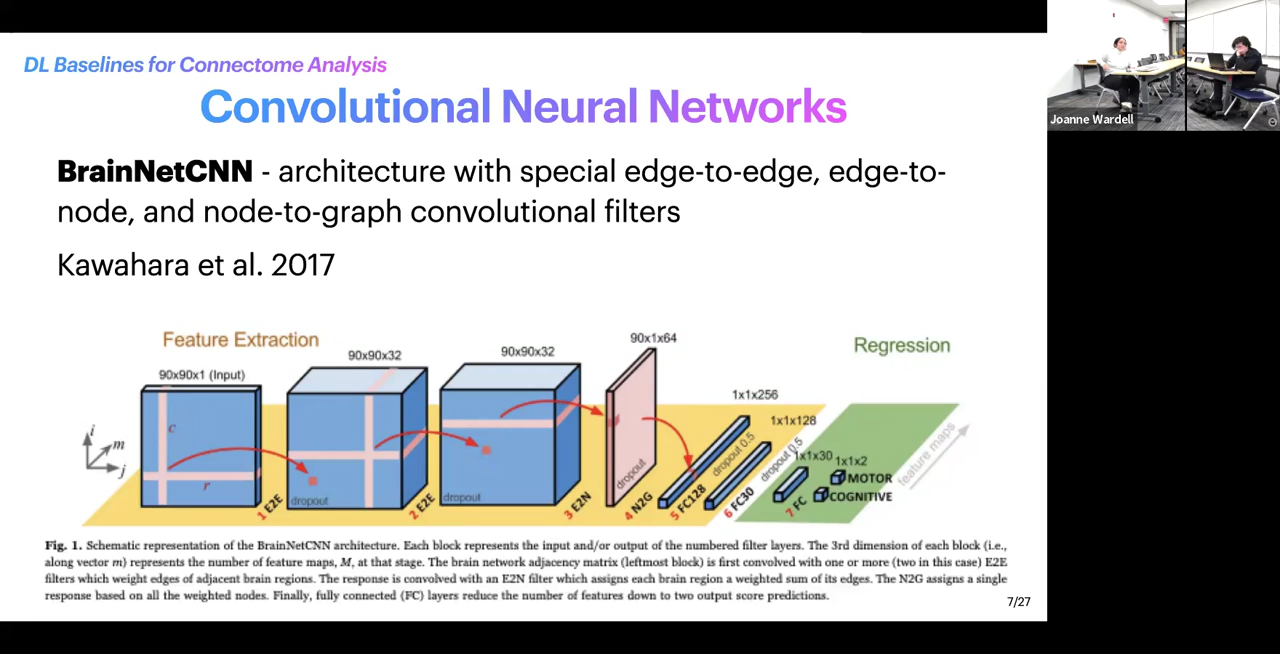 DL Baselines for Connectome Analysis
Convolutional Neural Networks
BrainNetCNN - architecture with special edge-to-edge, edge-to-
node, and node-to-graph convolutional filters
Kawahara et al. 2017
Feature Extraction
Regression
90x90x1 (Input)
90x90x32
90x90x32
90x1x64
1x1x256
1x1x128
1x1x30
1x1x2
i
m
j
c
r
dropout
dropout
dropout
dropout 0.5
dropout 0.5
1 E2E
2 E2E
3 E2N
4 N2G
5 FC128
6 FC30
7 FC
MOTOR
COGNITIVE
feature maps
Fig. 1. Schematic representation of the BrainNetCNN architecture. Each block represents the input and/or output of the numbered filter layers. The 3rd dimension of each block (i.e.,
along vector m) represents the number of feature maps, M, at that stage. The brain network adjacency matrix (leftmost block) is first convolved with one or more (two in this case) E2E
filters which weight edges of adjacent brain regions. The response is convolved with an E2N filter which assigns each brain region a weighted sum of its edges. The N2G assigns a single
response based on all the weighted nodes. Finally, fully connected (FC) layers reduce the number of features down to two output score predictions.
7/27
Joanne Wardell